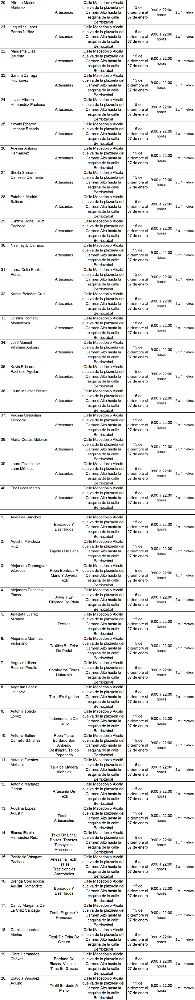 20. Alfredo Merino
Martínez
Artesanías
Calle Macedonio Alcalá
que va de la plazuela del
Carmen Alto hasta la
esquina de la calle
Berriozábal
15 de
diciembre al
07 de enero
9:00 a 22:00
horas
2 x 1 metros
21. Jaqueline Janet
Porras Núñez
Artesanías
Calle Macedonio Alcalá
que va de la plazuela del
Carmen Alto hasta la
esquina de la calle
Berriozábal
15 de
diciembre al
07 de enero
9:00 a 22:00
horas
2 x 1 metros
22. Margarita Diaz
Bautista
Artesanías
Calle Macedonio Alcalá
que va de la plazuela del
Carmen Alto hasta la
esquina de la calle
Berriozábal
15 de
diciembre al
07 de enero
9:00 a 22:00
horas
2 x 1 metros
23. Sandra Zarraga
Rodríguez
Artesanías
Calle Macedonio Alcalá
que va de la plazuela del
Carmen Alto hasta la
esquina de la calle
Berriozábal
15 de
diciembre al
07 de enero
9:00 a 22:00
horas
2 x 1 metros
24. Javier Alberto
Hernández Pacheco
Artesanías
Calle Macedonio Alcalá
que va de la plazuela del
Carmen Alto hasta la
esquina de la calle
Berriozábal
15 de
diciembre al
07 de enero
9:00 a 22:00
horas
2 x 1 metros
25. Yovani Ricardo
Jiménez Rosario
Artesanías
Calle Macedonio Alcalá
que va de la plazuela del
Carmen Alto hasta la
esquina de la calle
Berriozábal
15 de
diciembre al
07 de enero
9:00 a 22:00
horas
2 x 1 metros
26. Adelina Antonio
Hernández
Artesanías
Calle Macedonio Alcalá
que va de la plazuela del
Carmen Alto hasta la
esquina de la calle
Berriozábal
15 de
diciembre al
07 de enero
9:00 a 22:00
horas
2 x 1 metros
27. Sheila Samara
Canseco Clemente
Artesanías
Calle Macedonio Alcalá
que va de la plazuela del
Carmen Alto hasta la
esquina de la calle
Berriozábal
15 de
diciembre al
07 de enero
9:00 a 22:00
horas
2 x 1 metros
28. Esteban Madrid
Salinas
Artesanías
Calle Macedonio Alcalá
que va de la plazuela del
Carmen Alto hasta la
esquina de la calle
Berriozábal
15 de
diciembre al
07 de enero
9:00 a 22:00
horas
2 x 1 metros
29. Cynthia Donají Ruiz
Pacheco
Artesanías
Calle Macedonio Alcalá
que va de la plazuela del
Carmen Alto hasta la
esquina de la calle
Berriozábal
15 de
diciembre al
07 de enero
9:00 a 22:00
horas
2 x 1 metros
30. Nasmeydy Campos
Artesanías
Calle Macedonio Alcalá
que va de la plazuela del
Carmen Alto hasta la
esquina de la calle
Berriozábal
15 de
diciembre al
07 de enero
9:00 a 22:00
horas
2 x 1 metros
31. Laura Celia Bautista
Pérez
Artesanías
Calle Macedonio Alcalá
que va de la plazuela del
Carmen Alto hasta la
esquina de la calle
Berriozábal
15 de
diciembre al
07 de enero
9:00 a 22:00
horas
2 x 1 metros
32. Karina Bolaños Cruz
Artesanías
Calle Macedonio Alcalá
que va de la plazuela del
Carmen Alto hasta la
esquina de la calle
Berriozábal
15 de
diciembre al
07 de enero
9:00 a 22:00
horas
2 x 1 metros
33. Cristina Romero
Monterroza
Artesanías
Calle Macedonio Alcalá
que va de la plazuela del
Carmen Alto hasta la
esquina de la calle
Berriozábal
15 de
diciembre al
07 de enero
9:00 a 22:00
horas
2 x 1 metros
34. José Manuel
Villafañe Antonio
Artesanías
Calle Macedonio Alcalá
que va de la plazuela del
Carmen Alto hasta la
esquina de la calle
Berriozábal
15 de
diciembre al
07 de enero
9:00 a 22:00
horas
2 x 1 metros
35. Kevin Eduardo
Pacheco Aguilar
Artesanías
Calle Macedonio Alcalá
que va de la plazuela del
Carmen Alto hasta la
esquina de la calle
Berriozábal
15 de
diciembre al
07 de enero
9:00 a 22:00
horas
2 x 1 metros
36. Lauro Melchor Fabian
Artesanías
Calle Macedonio Alcalá
que va de la plazuela del
Carmen Alto hasta la
esquina de la calle
Berriozábal
15 de
diciembre al
07 de enero
9:00 a 22:00
horas
2 x 1 metros
37. Virginia Sebastián
Teodocio
Artesanías
Calle Macedonio Alcalá
que va de la plazuela del
Carmen Alto hasta la
esquina de la calle
Berriozábal
15 de
diciembre al
07 de enero
9:00 a 22:00
horas
2 x 1 metros
38. María Cortés Melchor
Artesanías
Calle Macedonio Alcalá
que va de la plazuela del
Carmen Alto hasta la
esquina de la calle
Berriozábal
15 de
diciembre al
07 de enero
9:00 a 22:00
horas
2 x 1 metros
39. Laura Guadalupe
León Méndez
Artesanías
Calle Macedonio Alcalá
que va de la plazuela del
Carmen Alto hasta la
esquina de la calle
Berriozábal
15 de
diciembre al
07 de enero
9:00 a 22:00
horas
2 x 1 metros
40. Flor Lucas Mateo
Artesanías
Calle Macedonio Alcalá
que va de la plazuela del
Carmen Alto hasta la
esquina de la calle
Berriozábal
15 de
diciembre al
07 de enero
9:00 a 22:00
horas
2 x 1 metros
1. Adelaida Sánchez
Bordados Y
Deshilados
Calle Macedonio Alcalá
que va de la plazuela del
Carmen Alto hasta la
esquina de la calle
Berriozábal
15 de
diciembre al
07 de enero
9:00 a 22:00
horas
2 x 1 metros
2. Agustín Mendoza
Ruiz
Tapetes De Lana
Calle Macedonio Alcalá
que va de la plazuela del
Carmen Alto hasta la
esquina de la calle
Berriozábal
15 de
diciembre al
07 de enero
9:00 a 22:00
horas
2 x 1 metros
3. Alejandra Domínguez
Vázquez
Ropa Bordada A
Mano Y Joyería
Textil
Calle Macedonio Alcalá
que va de la plazuela del
Carmen Alto hasta la
esquina de la calle
Berriozábal
15 de
diciembre al
07 de enero
9:00 a 22:00
horas
2 x 1 metros
4. Alejandra Pacheco
Pineda
Joyería En
Filigrana De Plata
Calle Macedonio Alcalá
que va de la plazuela del
Carmen Alto hasta la
esquina de la calle
Berriozábal
15 de
diciembre al
07 de enero
9:00 a 22:00
horas
2 x 1 metros
5. Anacleta Juárez
Miranda
Textiles
Calle Macedonio Alcalá
que va de la plazuela del
Carmen Alto hasta la
esquina de la calle
Berriozábal
15 de
diciembre al
07 de enero
9:00 a 22:00
horas
2 x 1 metros
6. Alejandra Martínez
Victoriano
Textiles En Telar
De Pedal
Calle Macedonio Alcalá
que va de la plazuela del
Carmen Alto hasta la
esquina de la calle
Berriozábal
15 de
diciembre al
07 de enero
9:00 a 22:00
horas
2 x 1 metros
7. Ángeles Liliana
Rosales Peralta
Sombreros Fibras
Naturales
Calle Macedonio Alcalá
que va de la plazuela del
Carmen Alto hasta la
esquina de la calle
Berriozábal
15 de
diciembre al
07 de enero
9:00 a 22:00
horas
2 x 1 metros
8. Angelina López
Jiménez
Textil En Algodón
Calle Macedonio Alcalá
que va de la plazuela del
Carmen Alto hasta la
esquina de la calle
Berriozábal
15 de
diciembre al
07 de enero
9:00 a 22:00
horas
2 x 1 metros
9. Antonia Toledo
López
Indumentaria Del
Itsmo
Calle Macedonio Alcalá
que va de la plazuela del
Carmen Alto hasta la
esquina de la calle
Berriozábal
15 de
diciembre al
07 de enero
9:00 a 22:00
horas
2 x 1 metros
10. Antonia Esther
Cornelio Sánchez
Ropa Típica
Bordado San
Antonio,
Deshilado, Tejido
Pepenado
Calle Macedonio Alcalá
que va de la plazuela del
Carmen Alto hasta la
esquina de la calle
Berriozábal
15 de
diciembre al
07 de enero
9:00 a 22:00
horas
2 x 1 metros
11. Antonio Fuentes
Melchor
Talla de Madera
Alebrijes
Calle Macedonio Alcalá
que va de la plazuela del
Carmen Alto hasta la
esquina de la calle
Berriozábal
15 de
diciembre al
07 de enero
9:00 a 22:00
horas
2 x 1 metros
12. Antonio Martínez
García
Artesanía De
Textil
Calle Macedonio Alcalá
que va de la plazuela del
Carmen Alto hasta la
esquina de la calle
Berriozábal
15 de
diciembre al
07 de enero
9:00 a 22:00
horas
2 x 1 metros
13. Aquilina López
Agustín
Textiles
Artesanales
Calle Macedonio Alcalá
que va de la plazuela del
Carmen Alto hasta la
esquina de la calle
Berriozábal
15 de
diciembre al
07 de enero
9:00 a 22:00
horas
2 x 1 metros
14. Blanca Estela
Hernández Ruiz
Textil De Lana,
Bolsas, Tapetes,
Tlacoyales,
Accesorios
Calle Macedonio Alcalá
que va de la plazuela del
Carmen Alto hasta la
esquina de la calle
Berriozábal
15 de
diciembre al
07 de enero
9:00 a 22:00
horas
2 x 1 metros
15. Bonifacio Vásquez
Pacheco
Artesanía Textil,
Trajes
Tradicionales
Ancestrales
Calle Macedonio Alcalá
que va de la plazuela del
Carmen Alto hasta la
esquina de la calle
Berriozábal
15 de
diciembre al
07 de enero
9:00 a 22:00
horas
2 x 1 metros
16. Brenda Concepción
Aguilar Hernández
Bordados Y
Deshilados
Calle Macedonio Alcalá
que va de la plazuela del
Carmen Alto hasta la
esquina de la calle
Berriozábal
15 de
diciembre al
07 de enero
9:00 a 22:00
horas
2 x 1 metros
17. Candy Margarita De
La Cruz Santiago
Textil, Filigrana Y
Hamacas
Calle Macedonio Alcalá
que va de la plazuela del
Carmen Alto hasta la
esquina de la calle
Berriozábal
15 de
diciembre al
07 de enero
9:00 a 22:00
horas
2 x 1 metros
18. Carolina Joachin
Merino
Textil De Telar De
Cintura
Calle Macedonio Alcalá
que va de la plazuela del
Carmen Alto hasta la
esquina de la calle
Berriozábal
15 de
diciembre al
07 de enero
9:00 a 22:00
horas
2 x 1 metros
19. Clara Hernández
Chávez
Bordado De
Blusas, Vestidos,
Tiras En Grecas
Calle Macedonio Alcalá
que va de la plazuela del
Carmen Alto hasta la
esquina de la calle
Berriozábal
15 de
diciembre al
07 de enero
9:00 a 22:00
horas
2 x 1 metros
20. Claudia Vásquez
Aquino
Textil Bordado A
Mano
Calle Macedonio Alcalá
que va de la plazuela del
Carmen Alto hasta la
esquina de la calle
Berriozábal
15 de
diciembre al
07 de enero
9:00 a 22:00
horas
2 x 1 metros